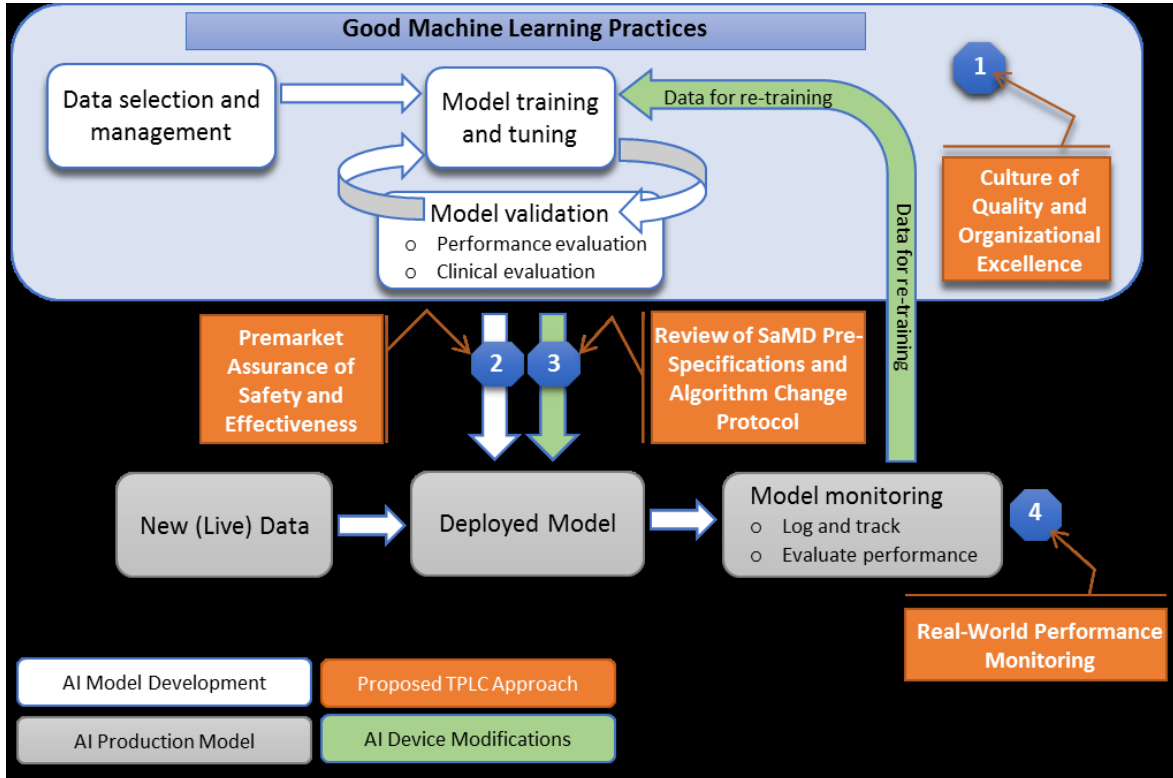 Good Machine Learning Practices
Data selection and
management
Model training
and tuning
Data for re-training
1
Culture of
Quality and
Organizational
Excellence
Model validation
o Performance evaluation
o Clinical evaluation
Data for re-training
Premarket
Assurance of
Safety and
Effectiveness
2
3
Review of SaMD Pre-
Specifications and
Algorithm Change
Protocol
New (Live) Data
Deployed Model
Model monitoring
o Log and track
o Evaluate performance
4
Real-World Performance
Monitoring
AI Model Development
Proposed TPLC Approach
AI Production Model
AI Device Modifications